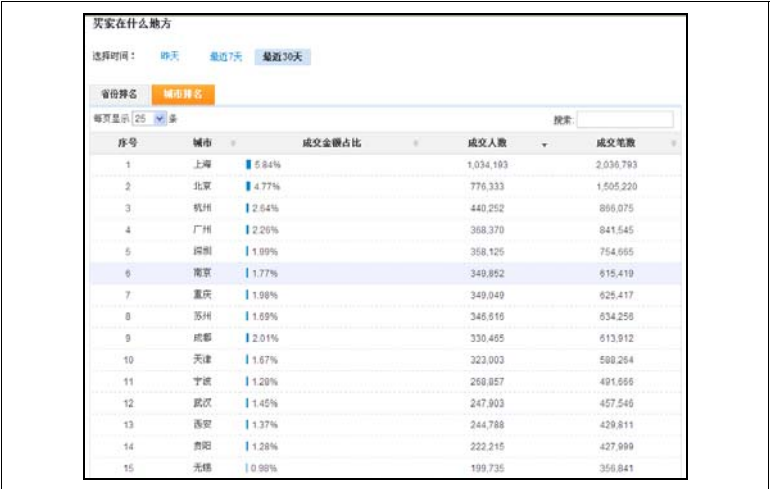 买家在什么地方
选择时间： 昨天 最近7天 最近30天
省份排名 城市排名
每页显示 25 条 搜索:
序号 城市 成交金额占比 成交人数 成交笔数
1 上海 5.84% 1,034,193 2,036,793
2 北京 4.77% 776,333 1,505,220
3 杭州 2.64% 440,252 866,075
4 广州 2.26% 368,370 841,545
5 深圳 1.99% 358,125 754,665
6 南京 1.77% 349,852 615,419
7 重庆 1.98% 349,049 625,417
8 苏州 1.69% 346,616 634,256
9 成都 2.01% 330,465 613,912
10 天津 1.67% 323,003 588,264
11 宁波 1.28% 268,857 491,666
12 武汉 1.45% 247,903 457,546
13 西安 1.37% 244,788 429,811
14 贵阳 1.28% 222,215 427,999
15 无锡 0.98% 199,735 356,841